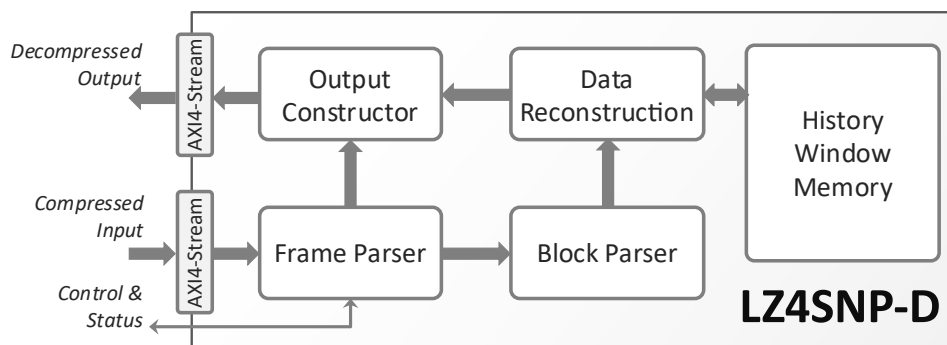 Decompressed
Output
AXI4-Stream
Output
Constructor
Data
Reconstruction
History
Window
Memory
Compressed
Input
AXI4-Stream
Frame Parser
Block Parser
Control &
Status
LZ4SNP-D